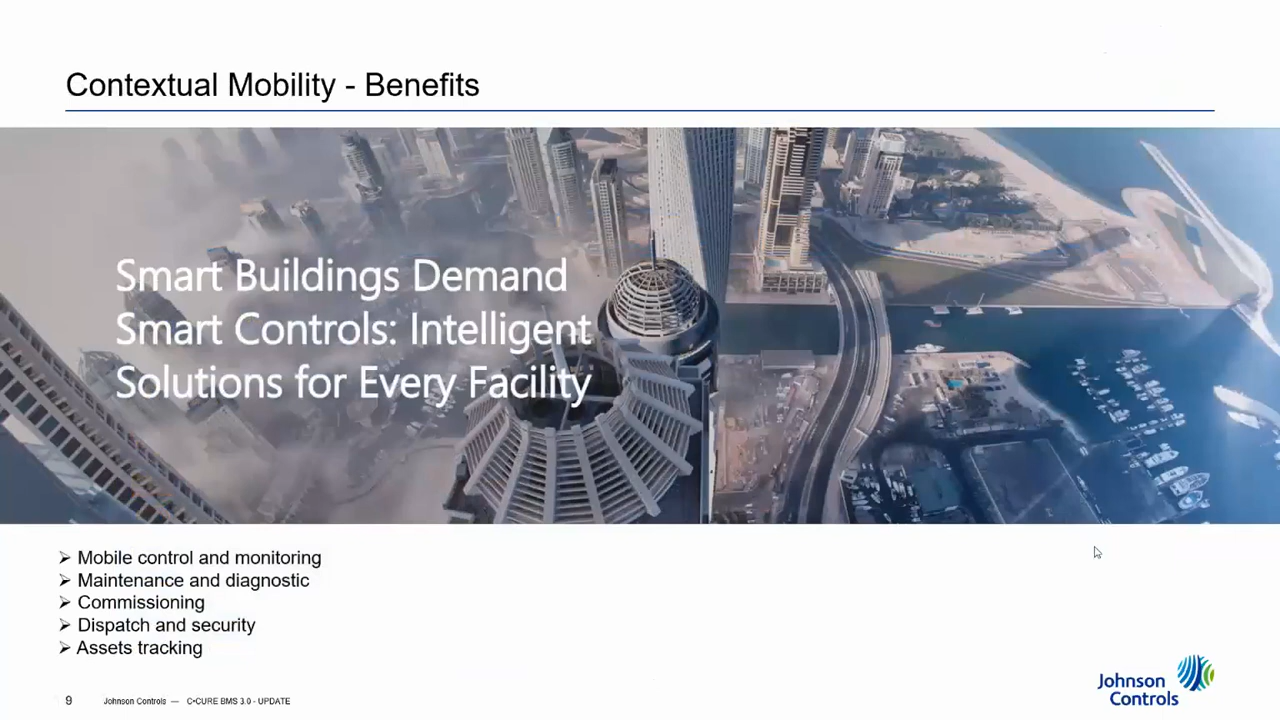 Contextual Mobility - Benefits
Smart Buildings Demand
Smart Controls: Intelligent
Solutions for Every Facility
➢ Mobile control and monitoring
➢ Maintenance and diagnostic
➢ Commissioning
➢ Dispatch and security
➢ Assets tracking
9 Johnson Controls — C•CURE BMS 3.0 - UPDATE
Johnson
Controls